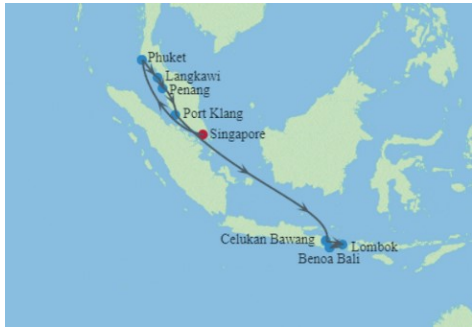 Phuket
Langkawi
Penang
Port Klang
Singapore
Celukan Bawang
Lombok
Benoa Bali